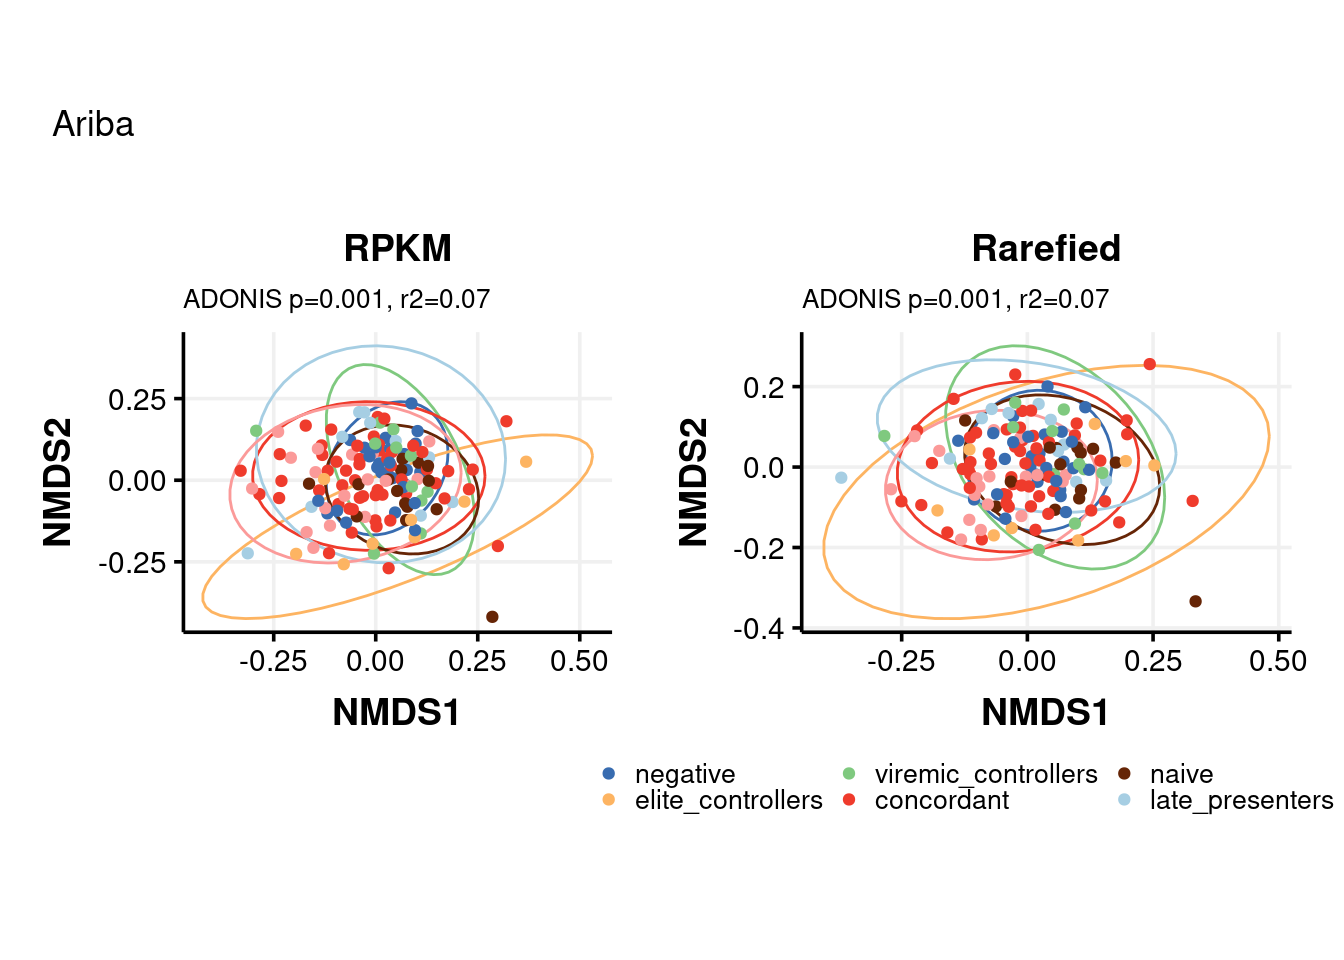 Ariba
RPKM
ADONIS p=0.001, r2=0.07
NMDS2
0.25
0.00
-0.25
-0.25 0.00 0.25 0.50
NMDS1
Rarefied
ADONIS p=0.001, r2=0.07
NMDS2
0.2
0.0
-0.2
-0.4
-0.25 0.00 0.25 0.50
NMDS1
negative viremic_controllers naive
elite_controllers concordant late_presenters